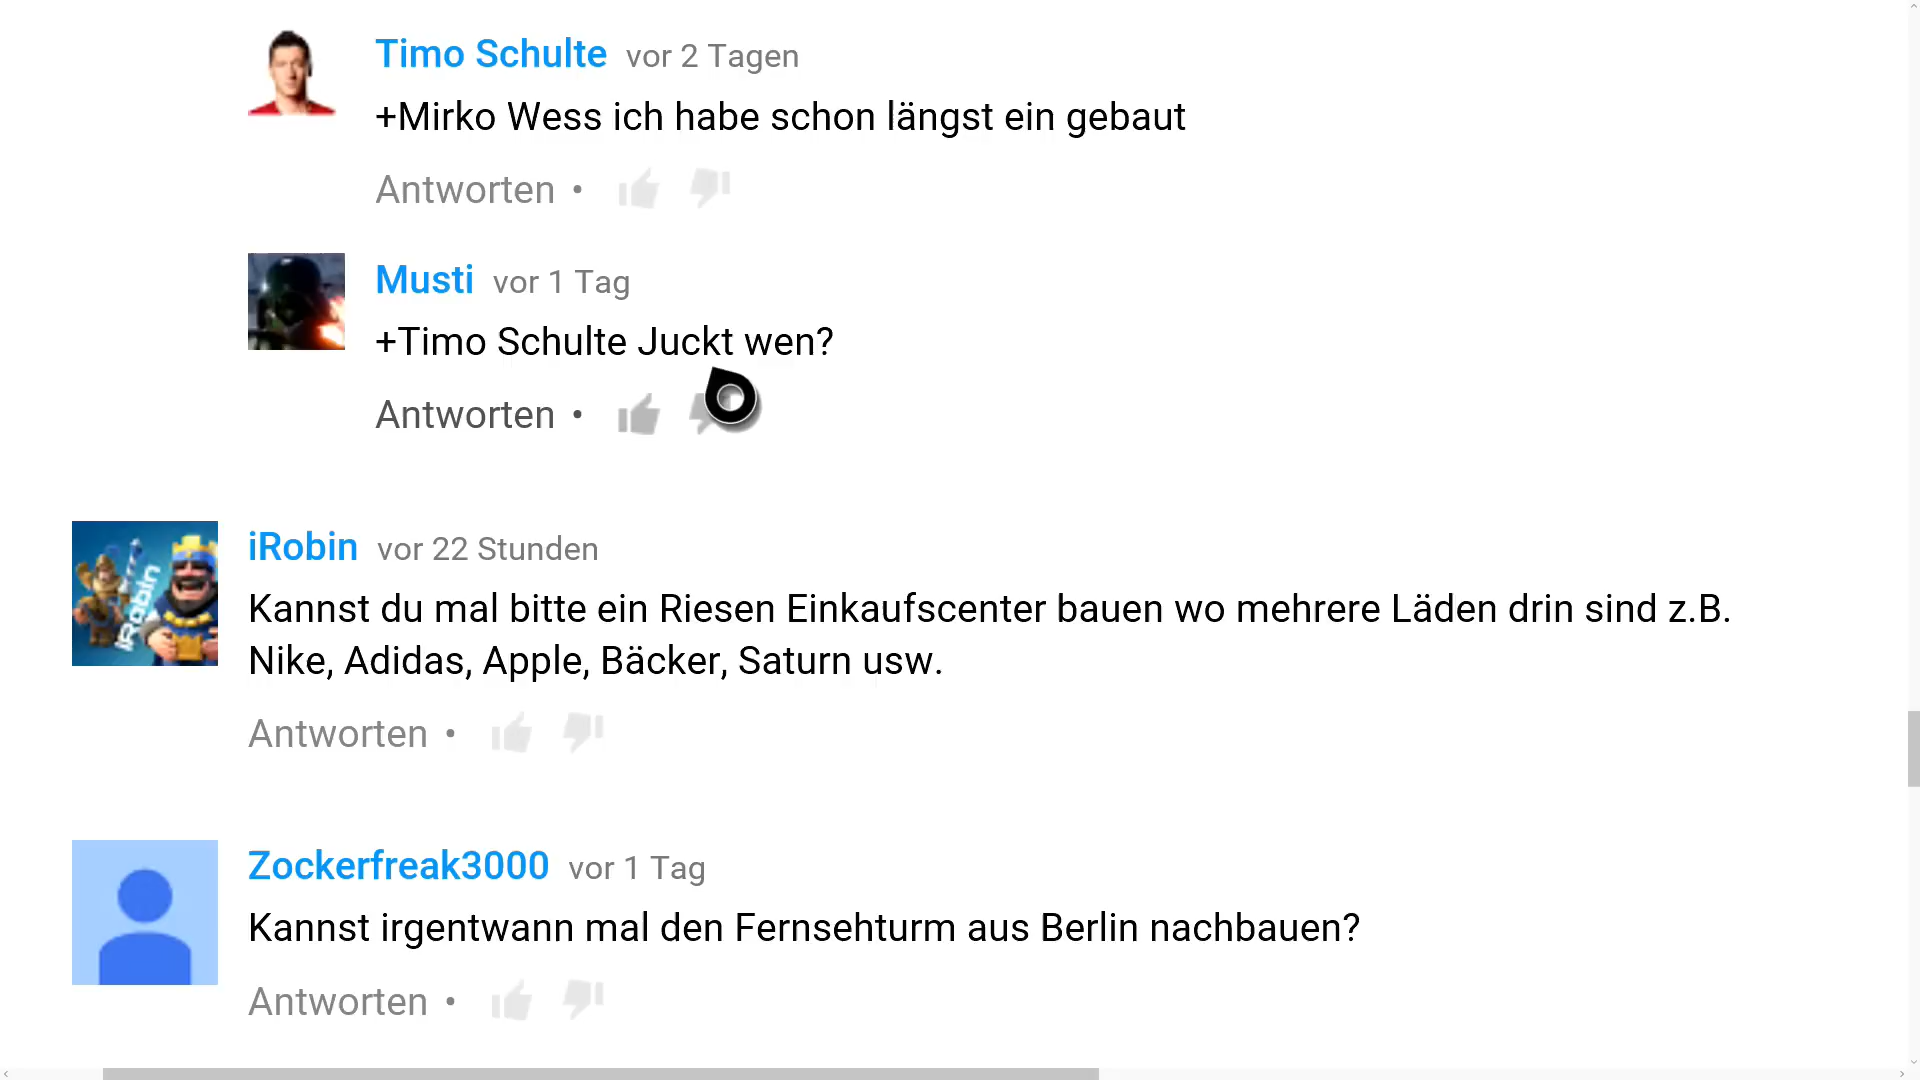 Timo Schulte vor 2 Tagen
+Mirko Wess ich habe schon längst ein gebaut
Antworten •
Musti vor 1 Tag
+Timo Schulte Juckt wen?
Antworten •
iRobin
iRobin vor 22 Stunden
Kannst du mal bitte ein Riesen Einkaufscenter bauen wo mehrere Läden drin sind z.B.
Nike, Adidas, Apple, Bäcker, Saturn usw.
Antworten •
Zockerfreak3000 vor 1 Tag
Kannst irgentwann mal den Fernsehturm aus Berlin nachbauen?
Antworten •